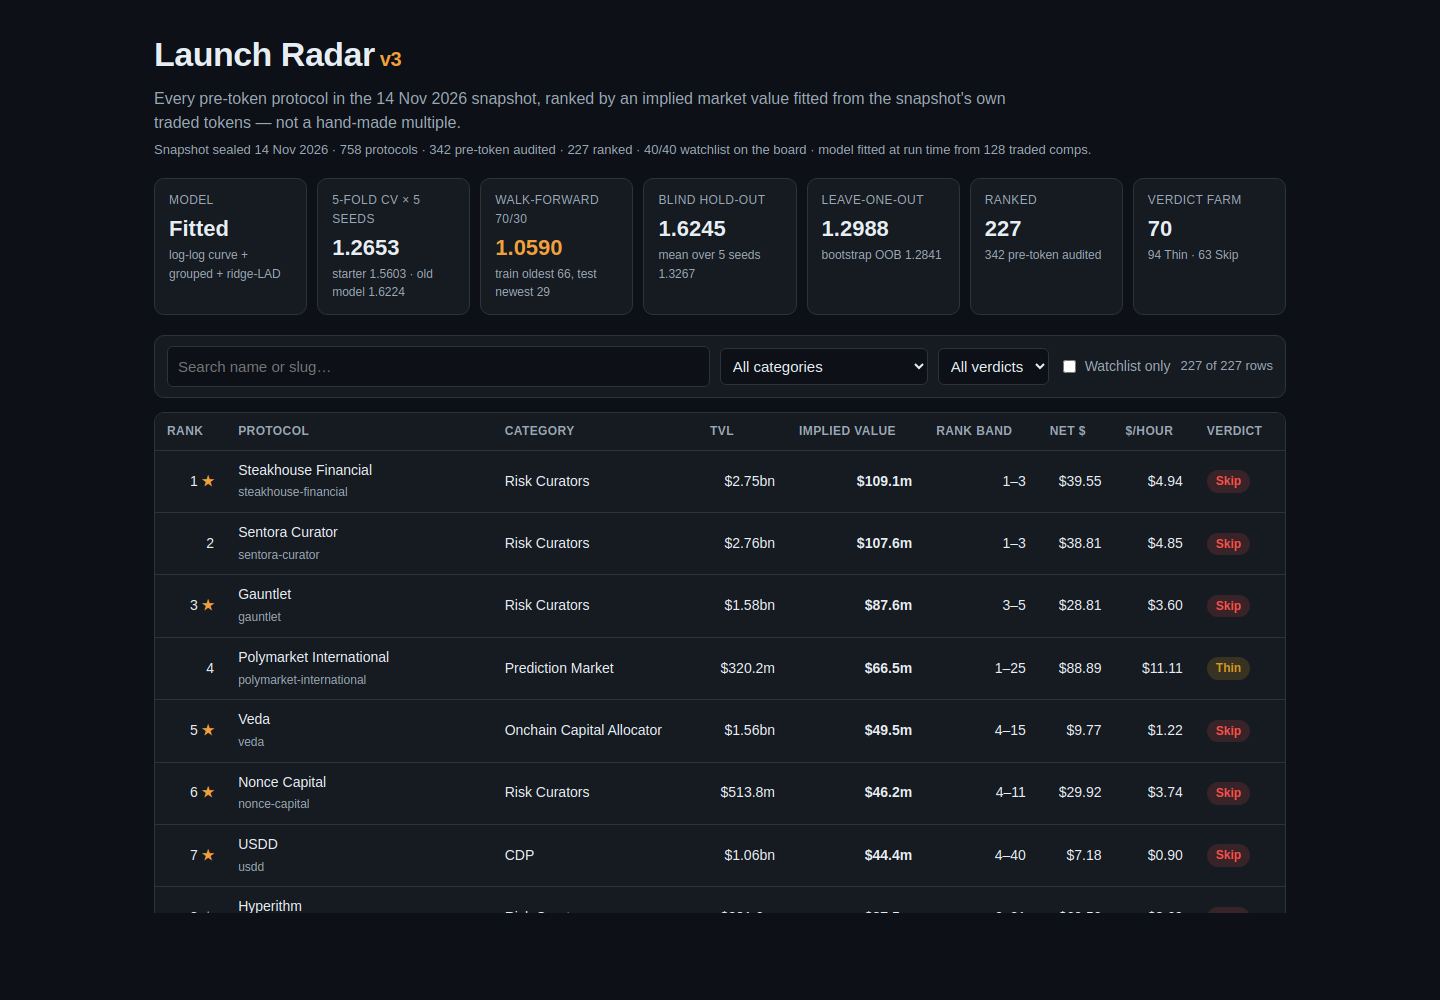 Launch Radar v3
Every pre-token protocol in the 14 Nov 2026 snapshot, ranked by an implied market value fitted from the snapshot's own
traded tokens — not a hand-made multiple.
Snapshot sealed 14 Nov 2026 · 758 protocols · 342 pre-token audited · 227 ranked · 40/40 watchlist on the board · model fitted at run time from 128 traded comps.
MODEL
Fitted
log-log curve +
grouped + ridge-LAD
5-FOLD CV × 5
SEEDS
1.2653
starter 1.5603 · old
model 1.6224
WALK-FORWARD
70/30
1.0590
train oldest 66, test
newest 29
BLIND HOLD-OUT
1.6245
mean over 5 seeds
1.3267
LEAVE-ONE-OUT
1.2988
bootstrap OOB 1.2841
RANKED
227
342 pre-token audited
VERDICT FARM
70
94 Thin · 63 Skip
Search name or slug… All categories All verdicts Watchlist only 227 of 227 rows
RANK PROTOCOL CATEGORY TVL IMPLIED VALUE RANK BAND NET $ $/HOUR VERDICT
1 ★ Steakhouse Financial Risk Curators $2.75bn $109.1m 1–3 $39.55 $4.94 Skip
steakhouse-financial
2 Sentora Curator Risk Curators $2.76bn $107.6m 1–3 $38.81 $4.85 Skip
sentora-curator
3 ★ Gauntlet Risk Curators $1.58bn $87.6m 3–5 $28.81 $3.60 Skip
gauntlet
4 Polymarket International Prediction Market $320.2m $66.5m 1–25 $88.89 $11.11 Thin
polymarket-international
5 ★ Veda Onchain Capital Allocator $1.56bn $49.5m 4–15 $9.77 $1.22 Skip
veda
6 ★ Nonce Capital Risk Curators $513.8m $46.2m 4–11 $29.92 $3.74 Skip
nonce-capital
7 ★ USDD CDP $1.06bn $44.4m 4–40 $7.18 $0.90 Skip
usdd
Hyperithm